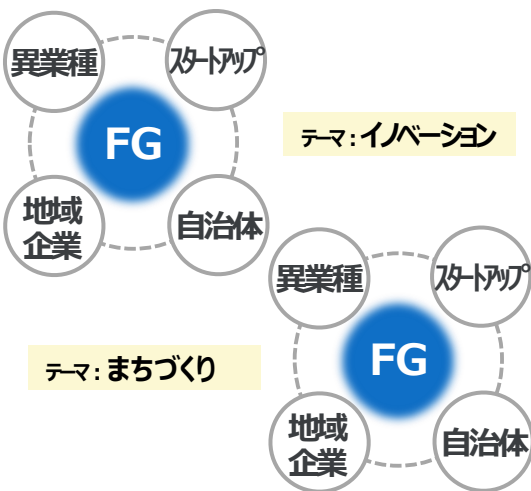 異業種
スタートアップ
FG
テーマ：イノベーション
地域
企業
自治体
異業種
スタートアップ
FG
テーマ：まちづくり
地域
企業
自治体